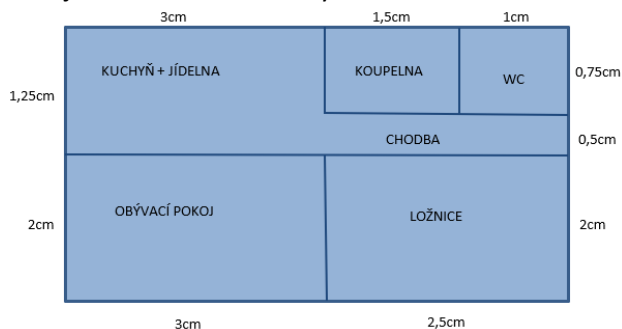 3cm
1,5cm
1cm
KUCHYŇ + JÍDELNA
KOUPELNA
WC
0,75cm
1,25cm
CHODBA
0,5cm
OBÝVACÍ POKOJ
LOŽNICE
2cm
2cm
3cm
2,5cm